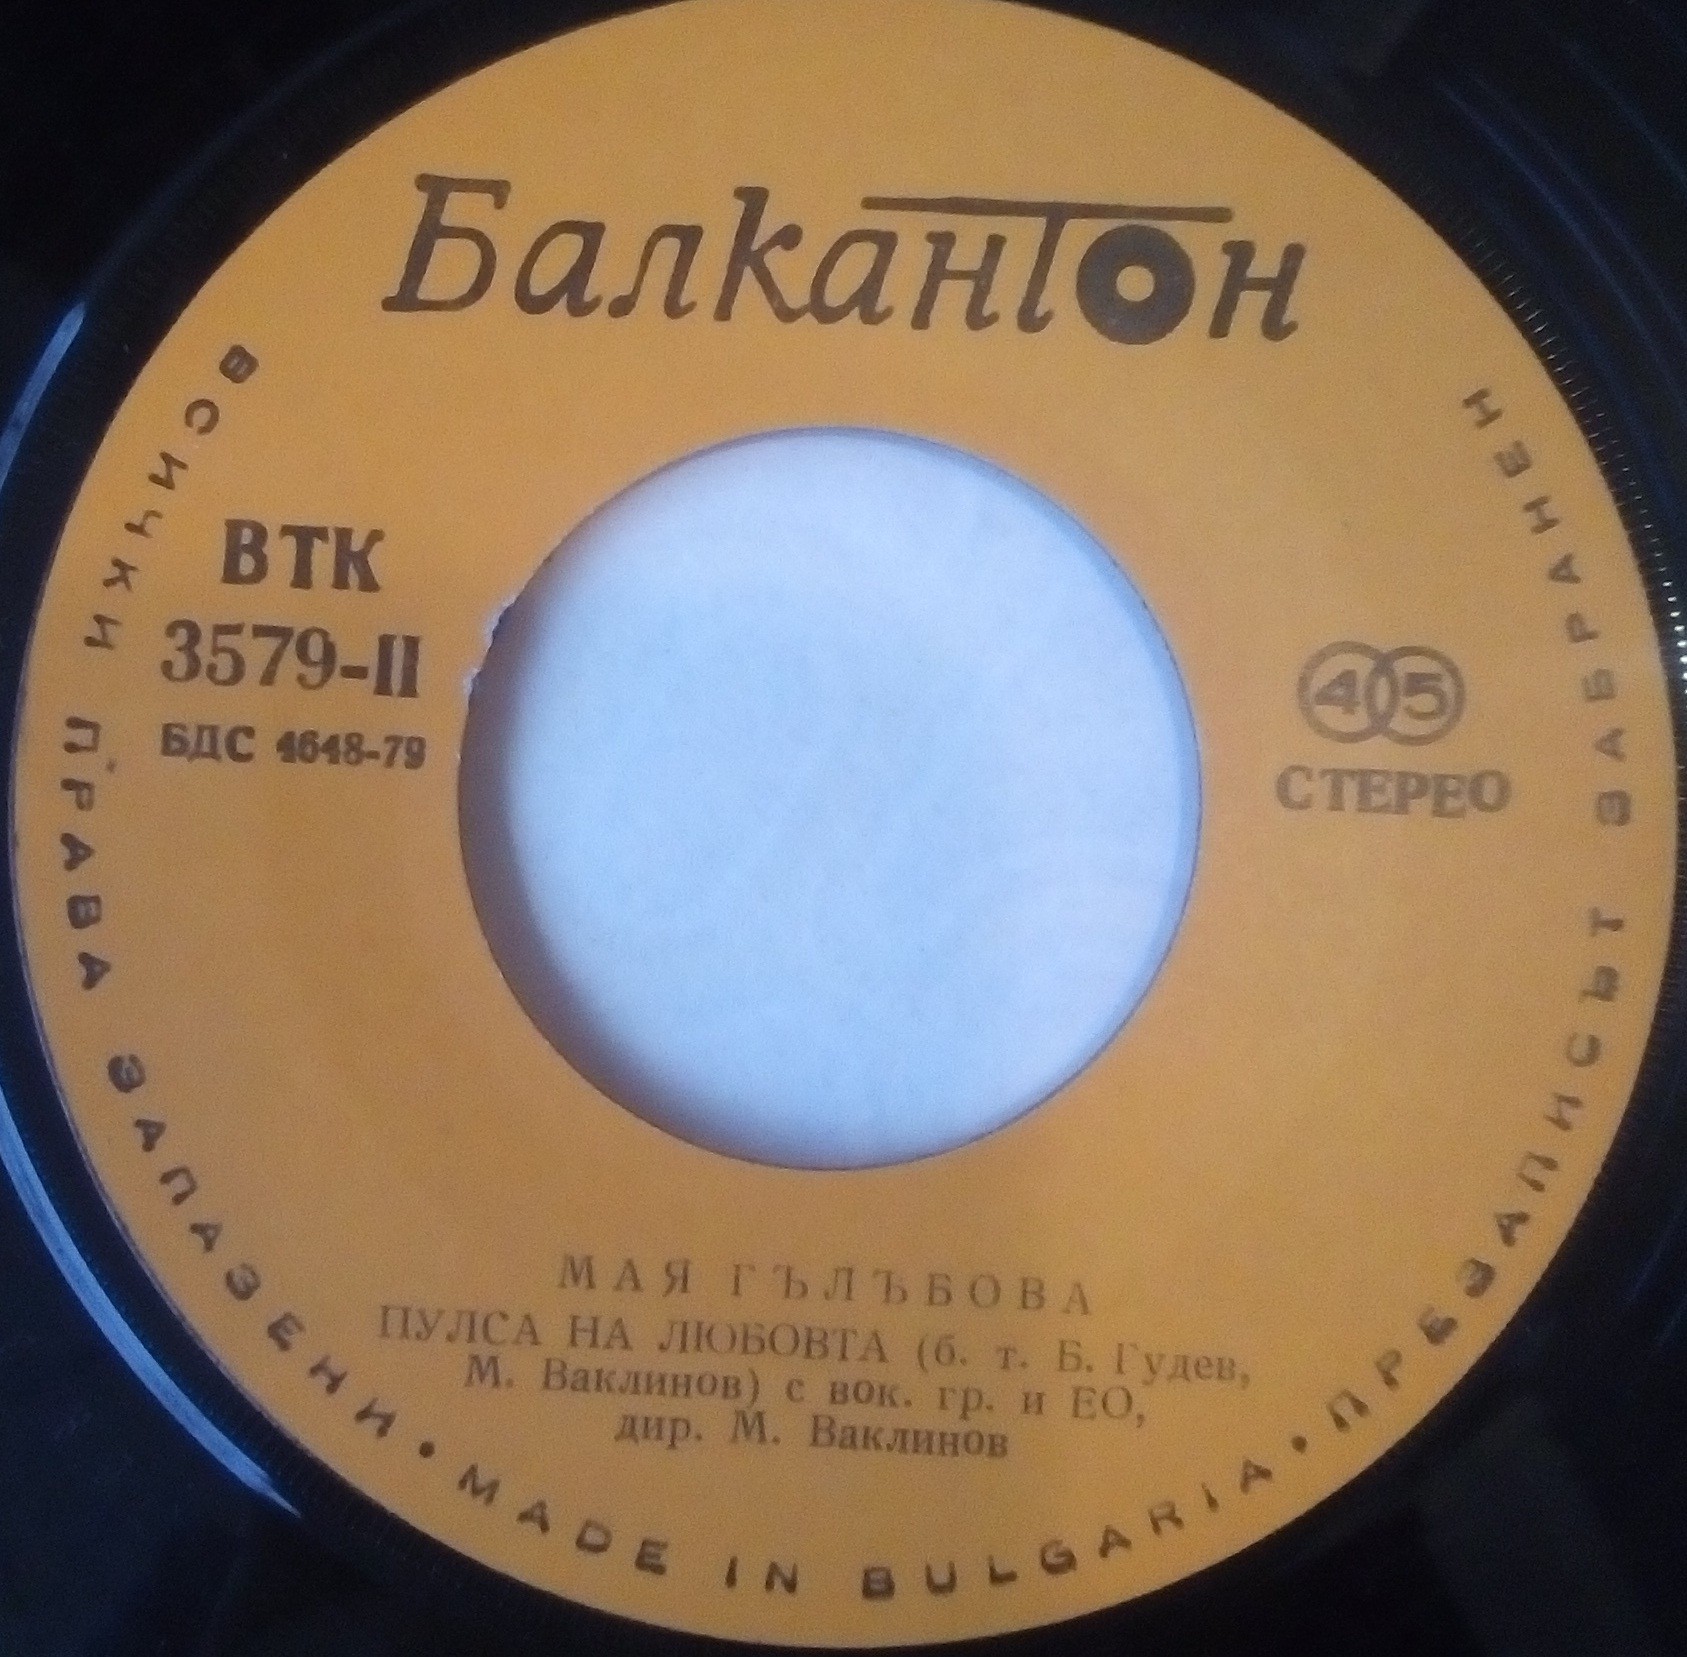 Балкантон
ВТК
3579-II
БДС 4648-79
45
СТЕРЕО
МАЯ ГЪЛЪБОВА
ПУЛСА НА ЛЮБОВТА (б. т. Б. Гудев,
М. Ваклинов) с вок. гр. и ЕО,
дир. М. Ваклинов
ВСИЧКИ ПРАВА ЗАПАЗЕНИ • MADE IN BULGARIA • ПРЕЗАПИСЪТ ЗАБРАНЕН